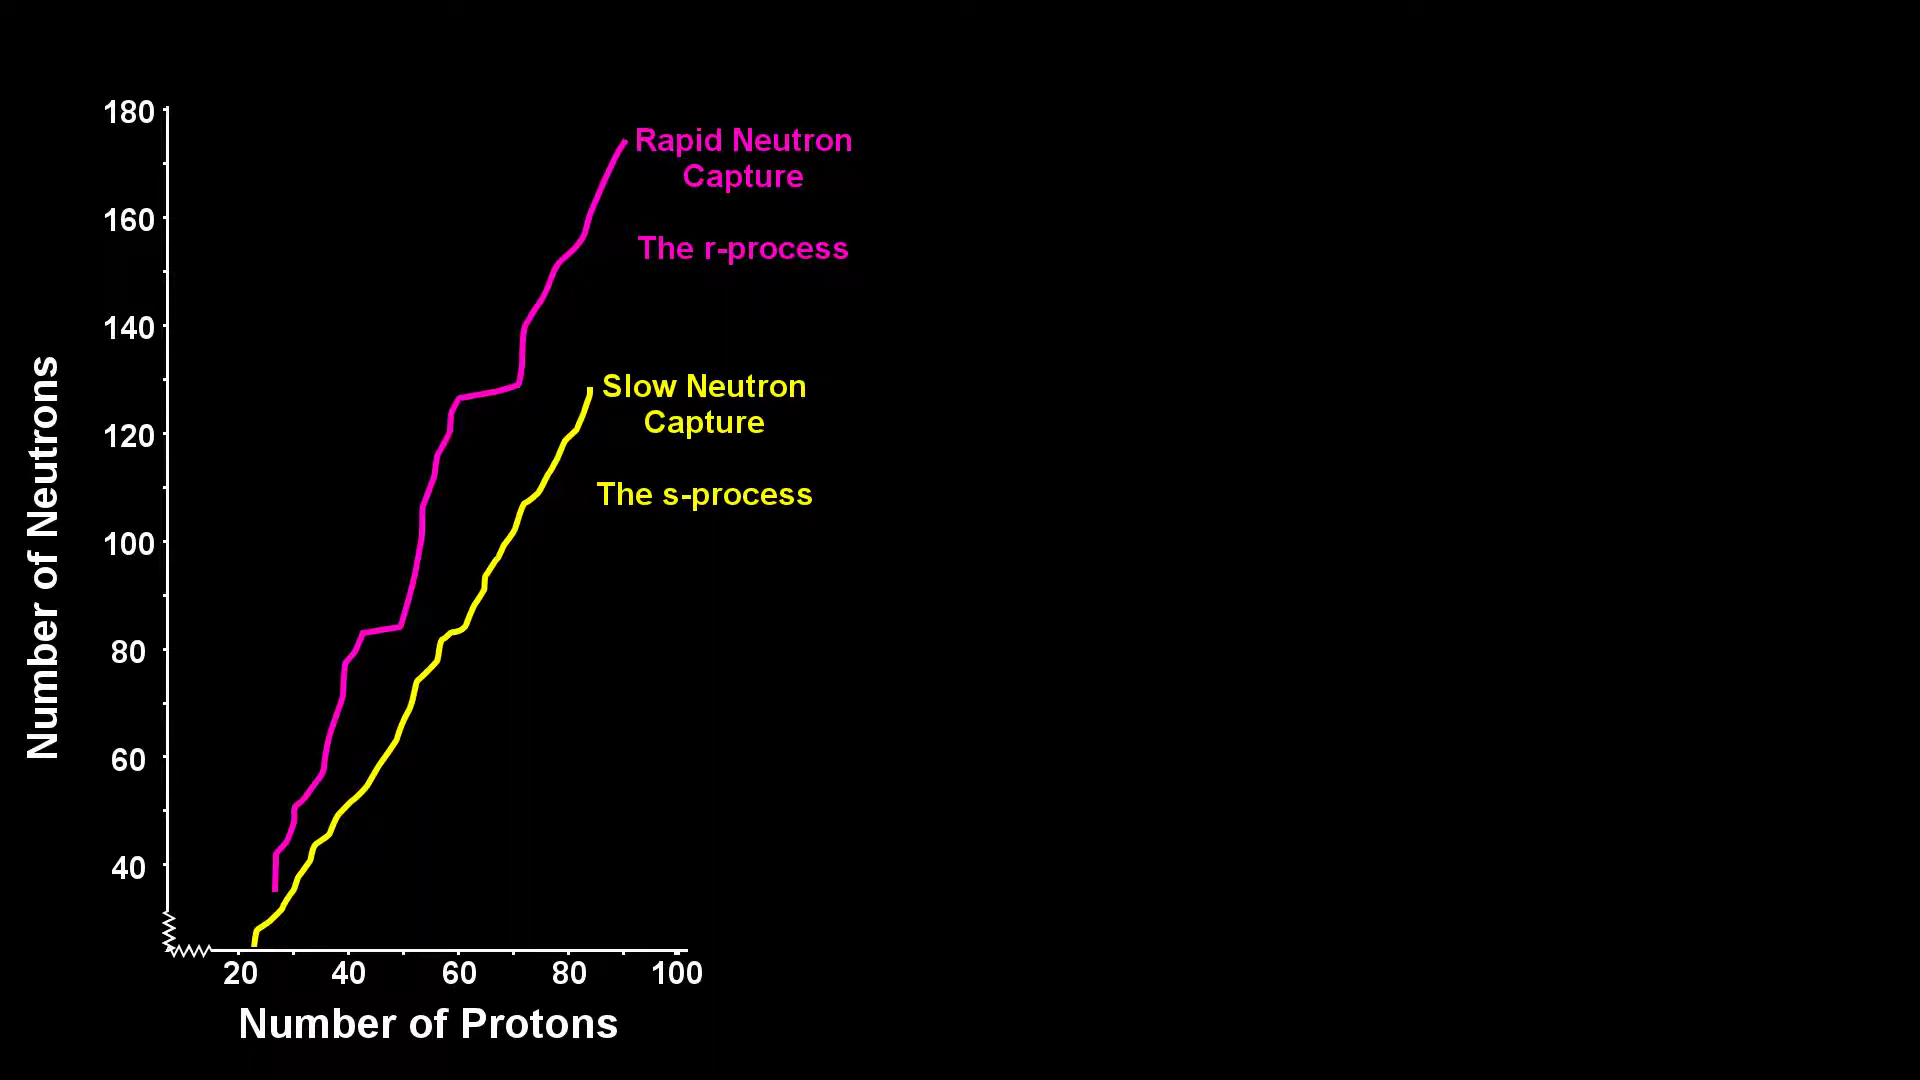 180
Rapid Neutron
Capture
160
The r-process
140
Slow Neutron
Capture
120
The s-process
100
80
60
40
Number of Neutrons
20 40 60 80 100
Number of Protons